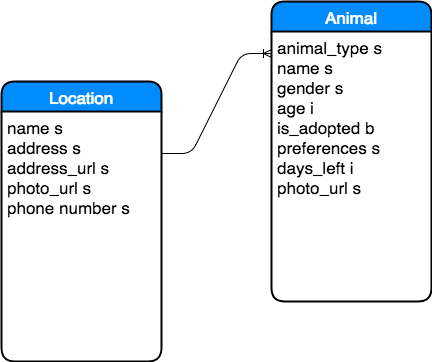 Location
name s
address s
address_url s
photo_url s
phone number s
Animal
animal_type s
name s
gender s
age i
is_adopted b
preferences s
days_left i
photo_url s